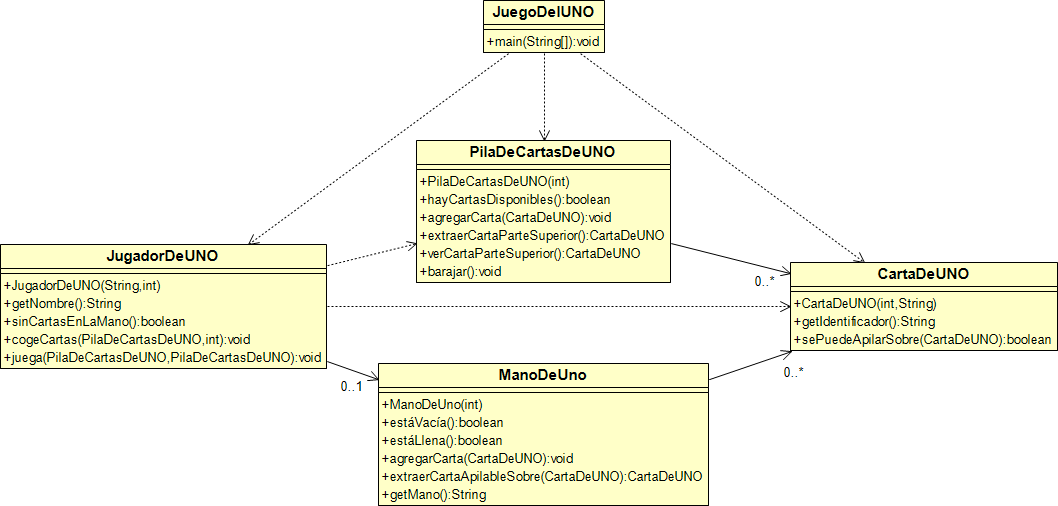 JuegoDelUNO
+main(String[]):void
PilaDeCartasDeUNO
+PilaDeCartasDeUNO(int)
+hayCartasDisponibles():boolean
+agregarCarta(CartaDeUNO):void
+extraerCartaParteSuperior():CartaDeUNO
+verCartaParteSuperior():CartaDeUNO
+barajar():void
JugadorDeUNO
+JugadorDeUNO(String,int)
+getNombre():String
+sinCartasEnLaMano():boolean
+cogeCartas(PilaDeCartasDeUNO,int):void
+juega(PilaDeCartasDeUNO,PilaDeCartasDeUNO):void
0..*
CartaDeUNO
+CartaDeUNO(int,String)
+getIdentificador():String
+sePuedeApilarSobre(CartaDeUNO):boolean
0..1
0..*
ManoDeUno
+ManoDeUno(int)
+estáVacía():boolean
+estáLlena():boolean
+agregarCarta(CartaDeUNO):void
+extraerCartaApilableSobre(CartaDeUNO):CartaDeUNO
+getMano():String